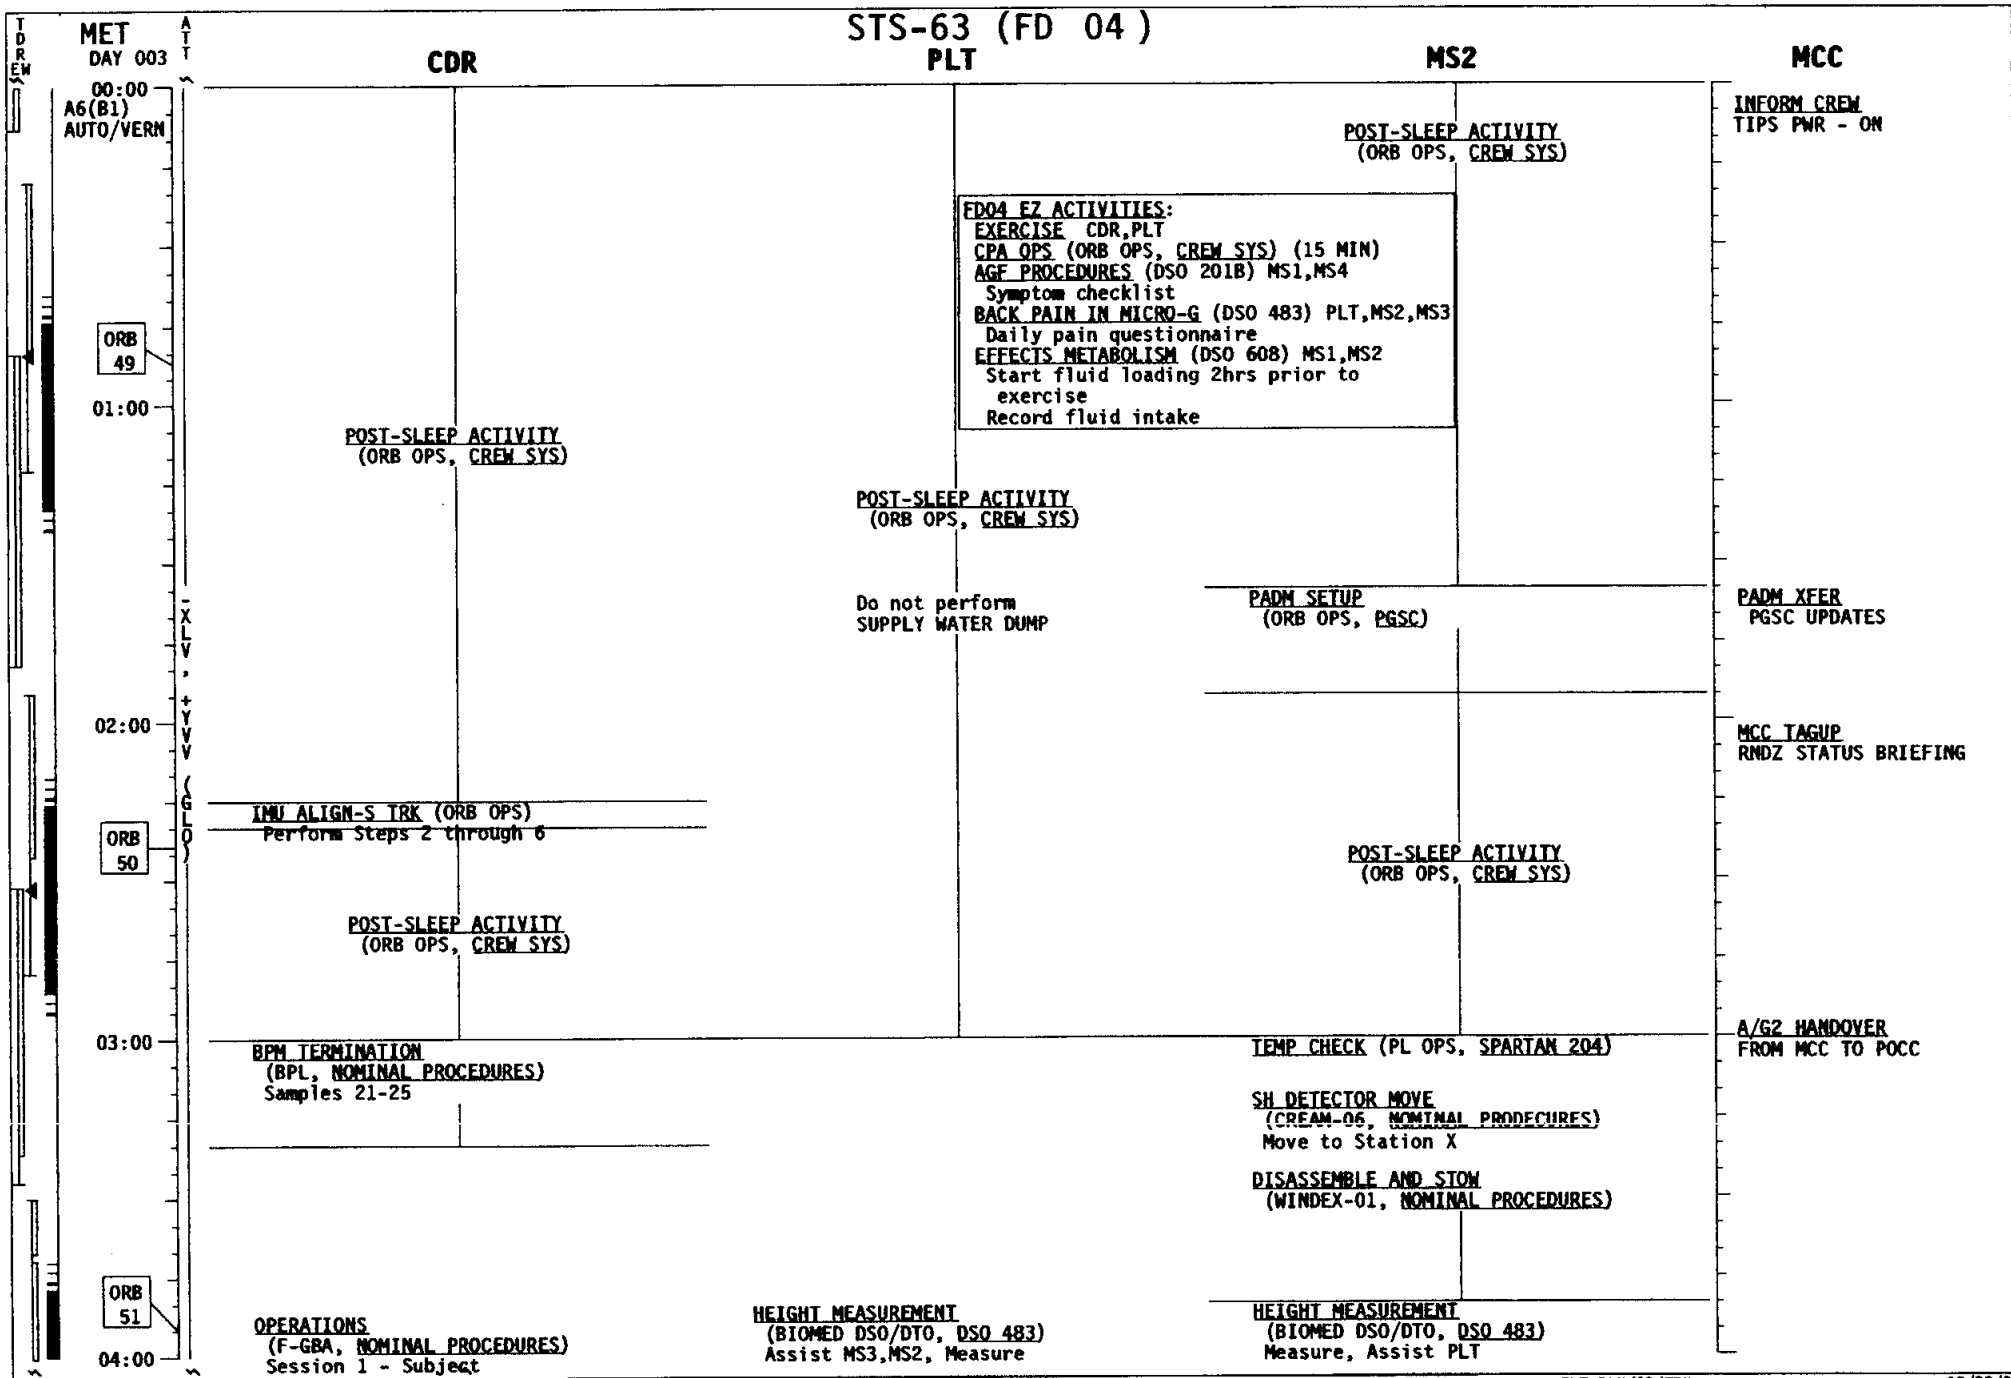 STS-63 (FD 04 )
TDRS
E W
MET
DAY 003
ATT
CDR
PLT
MS2
MCC
00:00
A6(B1)
AUTO/VERN
INFORM CREW
TIPS PWR - ON
POST-SLEEP ACTIVITY
(ORB OPS, CREW SYS)
FD04 EZ ACTIVITIES:
EXERCISE CDR,PLT
CPA OPS (ORB OPS, CREW SYS) (15 MIN)
AGF PROCEDURES (DSO 201B) MS1,MS4
Symptom checklist
BACK PAIN IN MICRO-G (DSO 483) PLT,MS2,MS3
Daily pain questionnaire
EFFECTS METABOLISM (DSO 608) MS1,MS2
Start fluid loading 2hrs prior to
exercise
Record fluid intake
ORB
49
01:00
POST-SLEEP ACTIVITY
(ORB OPS, CREW SYS)
POST-SLEEP ACTIVITY
(ORB OPS, CREW SYS)
Do not perform
SUPPLY WATER DUMP
PADM SETUP
(ORB OPS, PGSC)
PADM XFER
PGSC UPDATES
-XLV, +YVV (GLO)
02:00
MCC TAGUP
RNDZ STATUS BRIEFING
IMU ALIGN-S TRK (ORB OPS)
Perform Steps 2 through 6
ORB
50
POST-SLEEP ACTIVITY
(ORB OPS, CREW SYS)
POST-SLEEP ACTIVITY
(ORB OPS, CREW SYS)
03:00
BPM TERMINATION
(BPL, NOMINAL PROCEDURES)
Samples 21-25
TEMP CHECK (PL OPS, SPARTAN 204)
A/G2 HANDOVER
FROM MCC TO POCC
SH DETECTOR MOVE
(CREAM-06, NOMINAL PRODECURES)
Move to Station X
DISASSEMBLE AND STOW
(WINDEX-01, NOMINAL PROCEDURES)
ORB
51
04:00
OPERATIONS
(F-GBA, NOMINAL PROCEDURES)
Session 1 - Subject
HEIGHT MEASUREMENT
(BIOMED DSO/DTO, DSO 483)
Assist MS3,MS2, Measure
HEIGHT MEASUREMENT
(BIOMED DSO/DTO, DSO 483)
Measure, Assist PLT